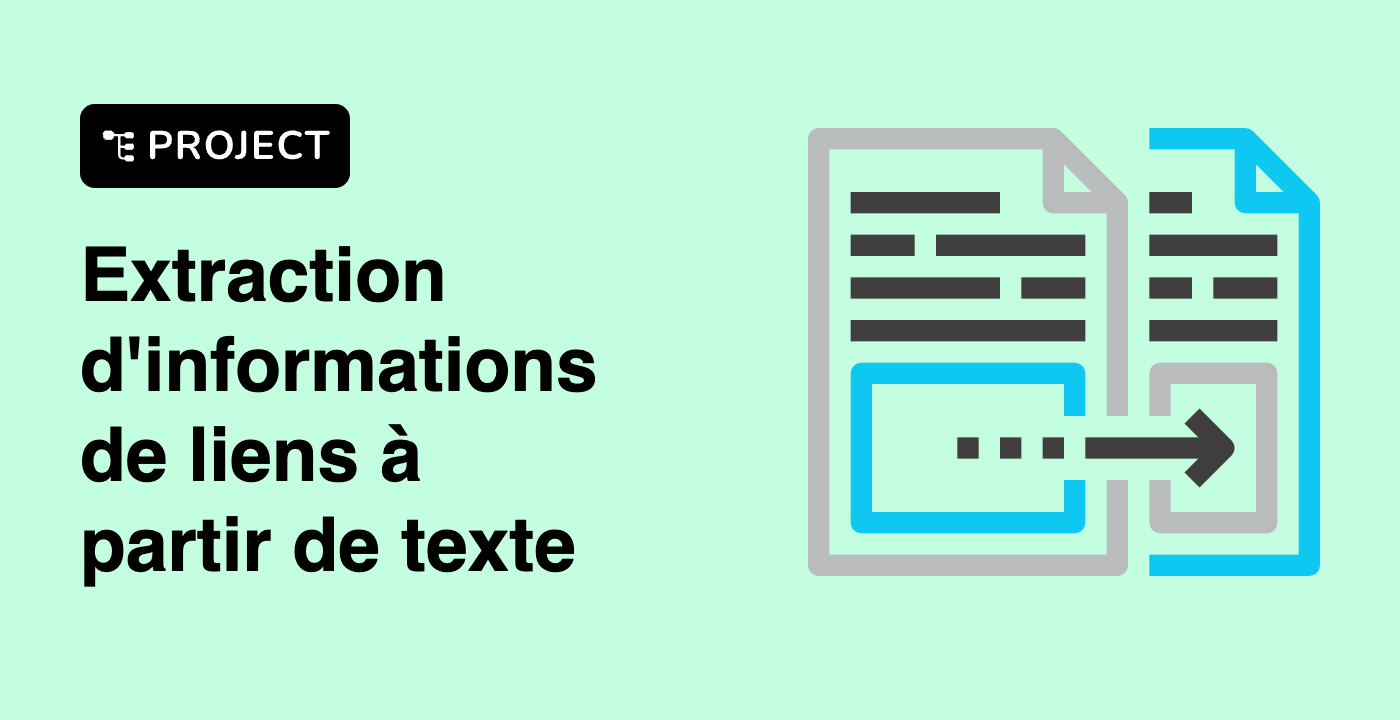 PROJECT
Extraction
d'informations
de liens à
partir de texte